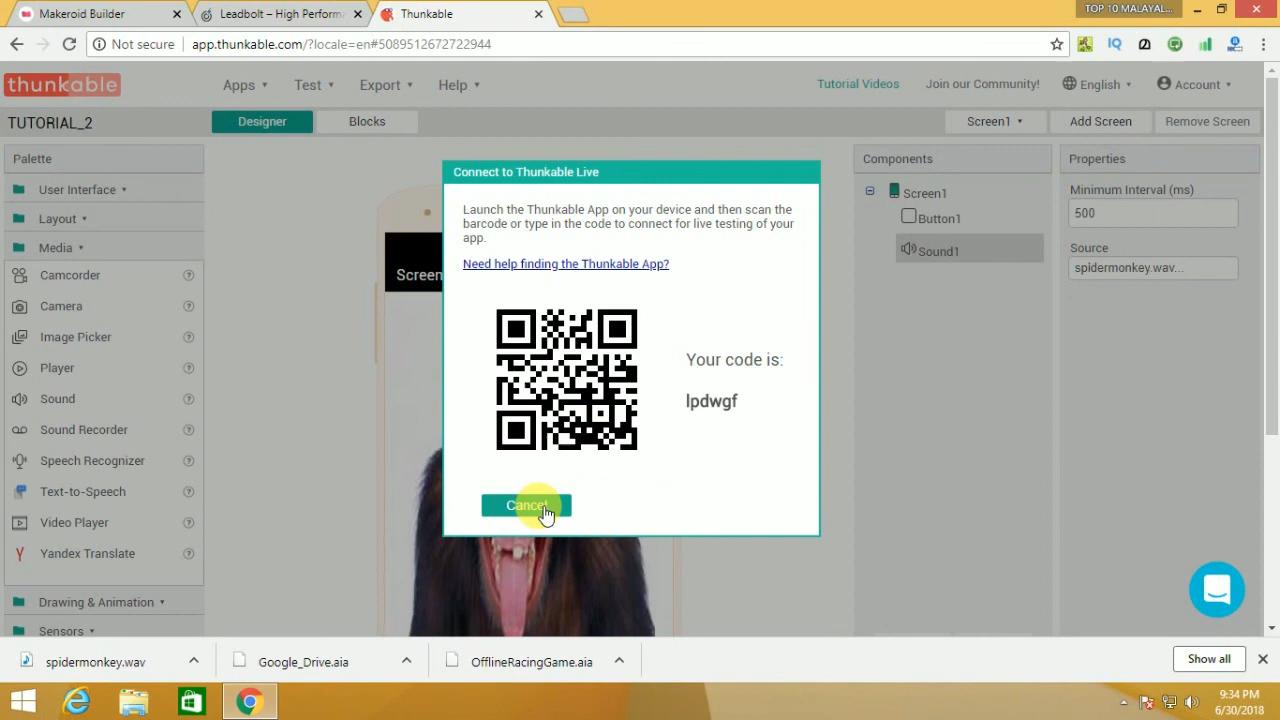 Makeroid Builder
Leadbolt – High Performa
Thunkable
TOP 10 MALAYAL...
Not secure
app.thunkable.com/?locale=en#5089512672722944
thunkable
Apps
Test
Export
Help
Tutorial Videos
Join our Community!
English
Account
TUTORIAL_2
Designer
Blocks
Screen1
Add Screen
Remove Screen
Palette
User Interface
Layout
Media
Camcorder
Camera
Image Picker
Player
Sound
Sound Recorder
Speech Recognizer
Text-to-Speech
Video Player
Yandex Translate
Drawing & Animation
Sensors
Screen
Connect to Thunkable Live
Launch the Thunkable App on your device and then scan the
barcode or type in the code to connect for live testing of your
app.
Need help finding the Thunkable App?
Your code is:
lpdwgf
Cancel
Components
Screen1
Button1
Sound1
Properties
Minimum Interval (ms)
500
Source
spidermonkey.wav...
spidermonkey.wav
Google_Drive.aia
OfflineRacingGame.aia
Show all
9:34 PM
6/30/2018